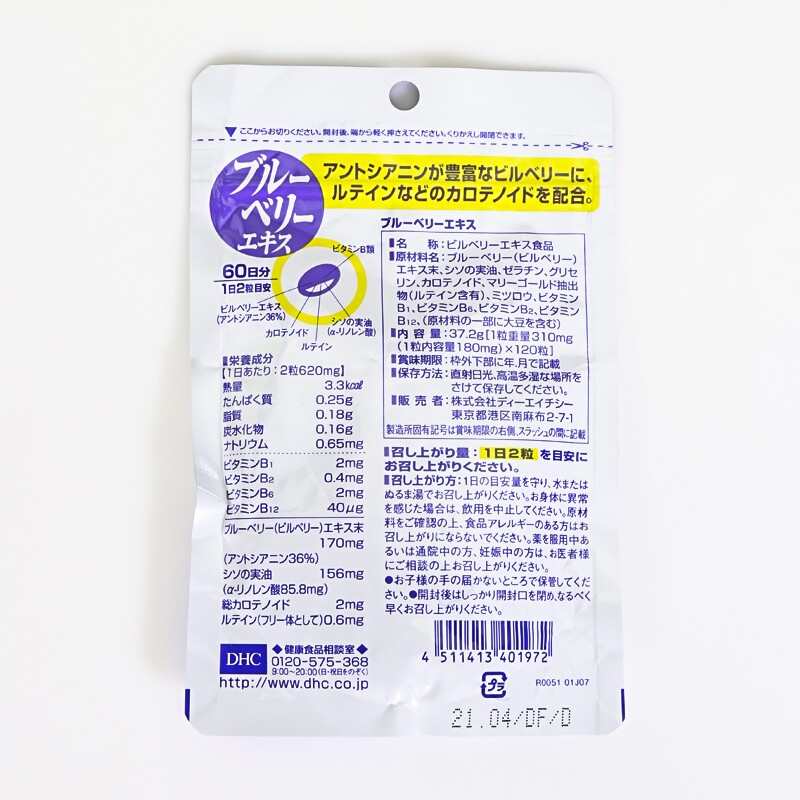 ▼ここからお切りください。開封後、端から軽く押さえてください。くりかえし開閉できます。
ブルー
ベリー
エキス
アントシアニンが豊富なビルベリーに、
ルテインなどのカロテノイドを配合。
60日分
1日2粒目安
ビタミンB類
ビルベリーエキス
(アントシアニン36%)
カロテノイド
ルテイン
シソの実油
(α-リノレン酸)
■栄養成分
【1日あたり:2粒620mg】
熱量 3.3kcal
たんぱく質 0.25g
脂質 0.18g
炭水化物 0.16g
ナトリウム 0.65mg
ビタミンB1 2mg
ビタミンB2 0.4mg
ビタミンB6 2mg
ビタミンB12 40μg
ブルーベリー(ビルベリー)エキス末
170mg
(アントシアニン36%)
シソの実油 156mg
(α-リノレン酸85.8mg)
総カロテノイド 2mg
ルテイン(フリー体として)0.6mg
DHC
◆健康食品相談室◆
0120-575-368
9:00~20:00(日・祝日をのぞく)
http://www.dhc.co.jp
ブルーベリーエキス
■名 称:ビルベリーエキス食品
■原材料名:ブルーベリー(ビルベリー)
エキス末、シソの実油、ゼラチン、グリセ
リン、カロテノイド、マリーゴールド抽出
物(ルテイン含有)、ミツロウ、ビタミン
B1、ビタミンB6、ビタミンB2、ビタミン
B12、(原材料の一部に大豆を含む)
■内 容 量:37.2g[1粒重量310mg
(1粒内容量180mg)×120粒]
■賞味期限:枠外下部に年.月で記載
■保存方法:直射日光、高温多湿な場所を
さけて保存してください。
■販 売 者:株式会社ディーエイチシー
東京都港区南麻布2-7-1
製造所固有記号は賞味期限の右側、スラッシュの間に記載
■召し上がり量:1日2粒を目安に
お召し上がりください。
■召し上がり方:1日の目安量を守り、水または
ぬるま湯でお召し上がりください。お身体に異常
を感じた場合は、飲用を中止してください。原材
料をご確認の上、食品アレルギーのある方はお
召し上がりにならないでください。薬を服用中あ
るいは通院中の方、妊娠中の方は、お医者様
にご相談の上お召し上がりください。
●お子様の手の届かないところで保管してくだ
さい。●開封後はしっかり開封口を閉め、なるべく
早くお召し上がりください。
4 511413 401972
プラ
R0051 01J07
21.04/DF/D